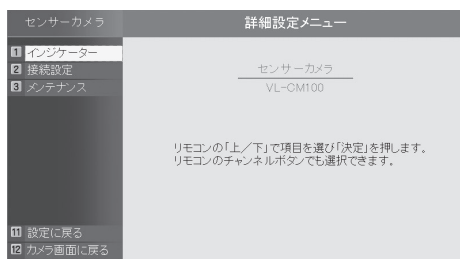 センサーカメラ
詳細設定メニュー
1 インジケーター
2 接続設定
3 メンテナンス
センサーカメラ
VL-CM100
リモコンの「上／下」で項目を選び「決定」を押します。
リモコンのチャンネルボタンでも選択できます。
11 設定に戻る
12 カメラ画面に戻る